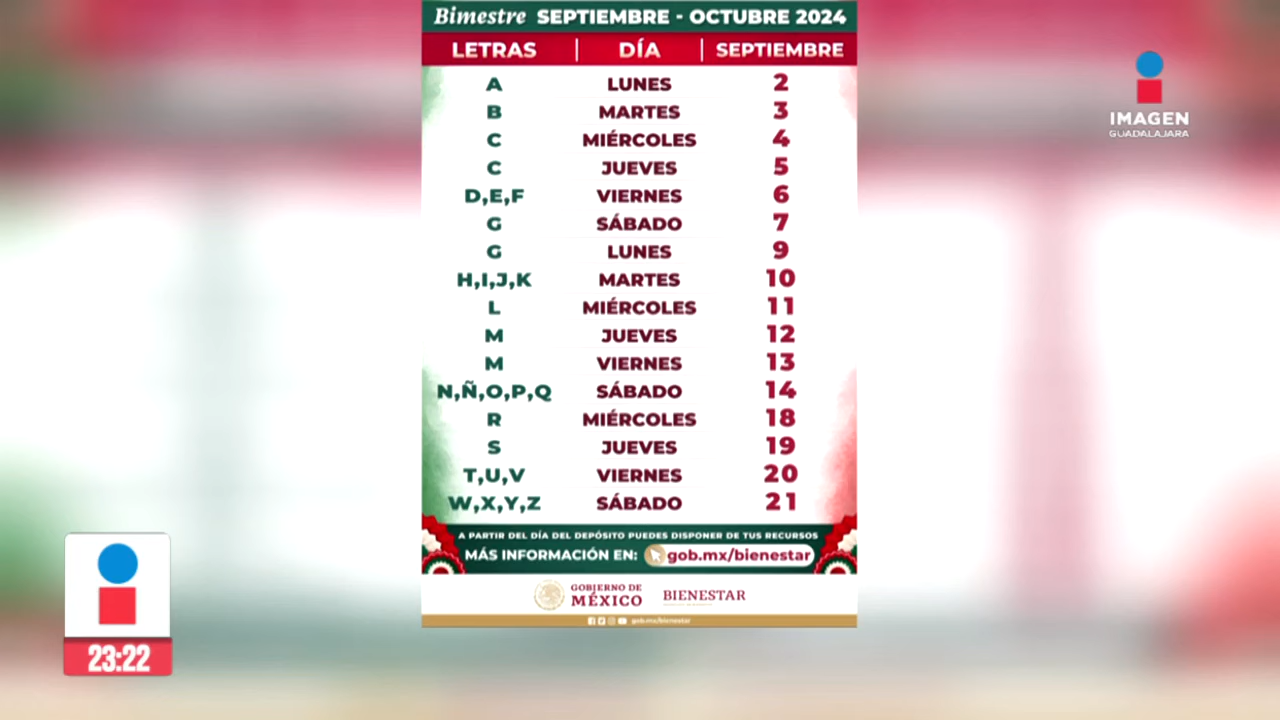 Bimestre SEPTIEMBRE - OCTUBRE 2024
LETRAS | DÍA | SEPTIEMBRE
A LUNES 2
B MARTES 3
C MIÉRCOLES 4
C JUEVES 5
D,E,F VIERNES 6
G SÁBADO 7
G LUNES 9
H,I,J,K MARTES 10
L MIÉRCOLES 11
M JUEVES 12
M VIERNES 13
N,Ñ,O,P,Q SÁBADO 14
R MIÉRCOLES 18
S JUEVES 19
T,U,V VIERNES 20
W,X,Y,Z SÁBADO 21
A PARTIR DEL DÍA DEL DEPÓSITO PUEDES DISPONER DE TUS RECURSOS
MÁS INFORMACIÓN EN: gob.mx/bienestar
GOBIERNO DE
MÉXICO
BIENESTAR
gob.mx/bienestar
IMAGEN
GUADALAJARA
23:22